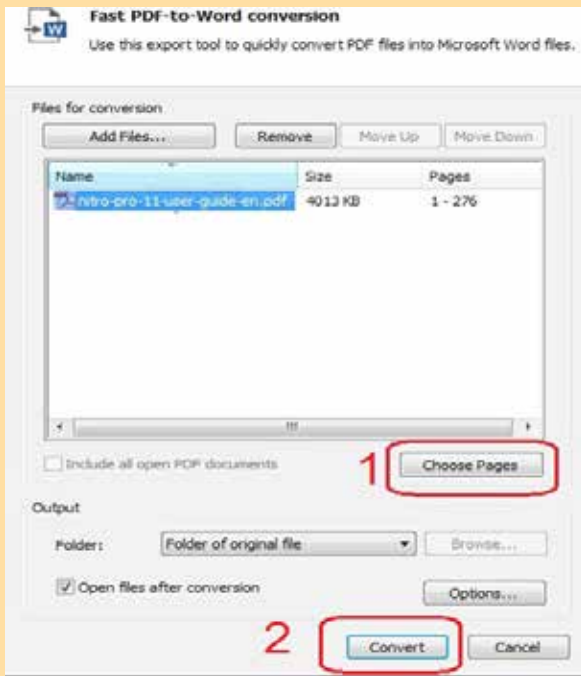 Fast PDF-to-Word conversion
Use this export tool to quickly convert PDF files into Microsoft Word files.
Files for conversion
Add Files... Remove Move Up Move Down
Name Size Pages
nitro-pro-11-user-guide-en.pdf 4013 KB 1 - 276
Include all open PDF documents 1 Choose Pages
Output
Folder: Folder of original file Browse...
Open files after conversion Options...
2 Convert Cancel